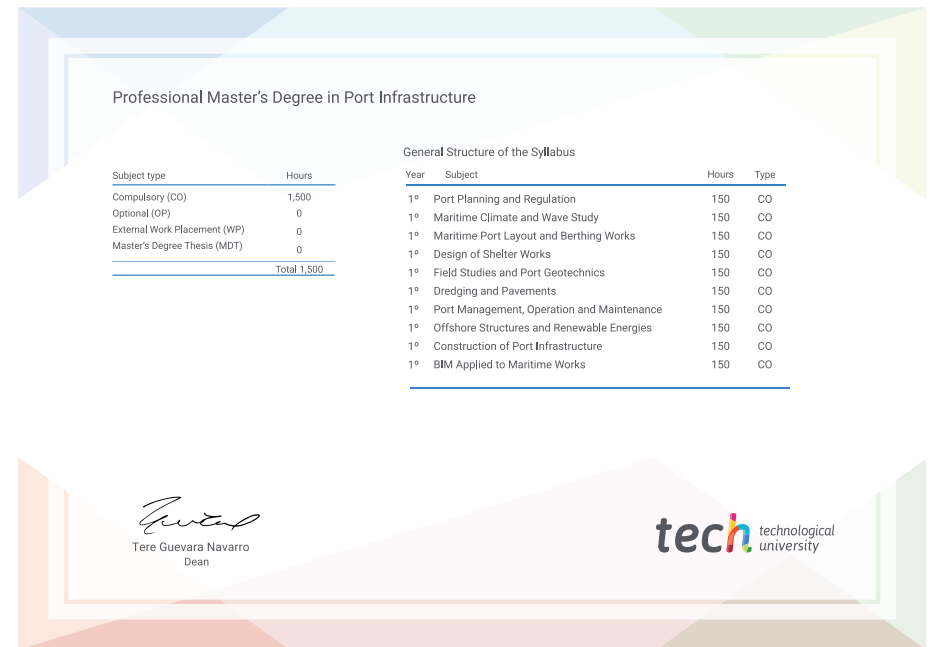 Professional Master's Degree in Port Infrastructure
General Structure of the Syllabus
Subject type Hours
Compulsory (CO) 1,500
Optional (OP) 0
External Work Placement (WP) 0
Master's Degree Thesis (MDT) 0
Total 1,500
Year Subject Hours Type
1º Port Planning and Regulation 150 CO
1º Maritime Climate and Wave Study 150 CO
1º Maritime Port Layout and Berthing Works 150 CO
1º Design of Shelter Works 150 CO
1º Field Studies and Port Geotechnics 150 CO
1º Dredging and Pavements 150 CO
1º Port Management, Operation and Maintenance 150 CO
1º Offshore Structures and Renewable Energies 150 CO
1º Construction of Port Infrastructure 150 CO
1º BIM Applied to Maritime Works 150 CO
Tere Guevara Navarro
Dean
tech technological
university